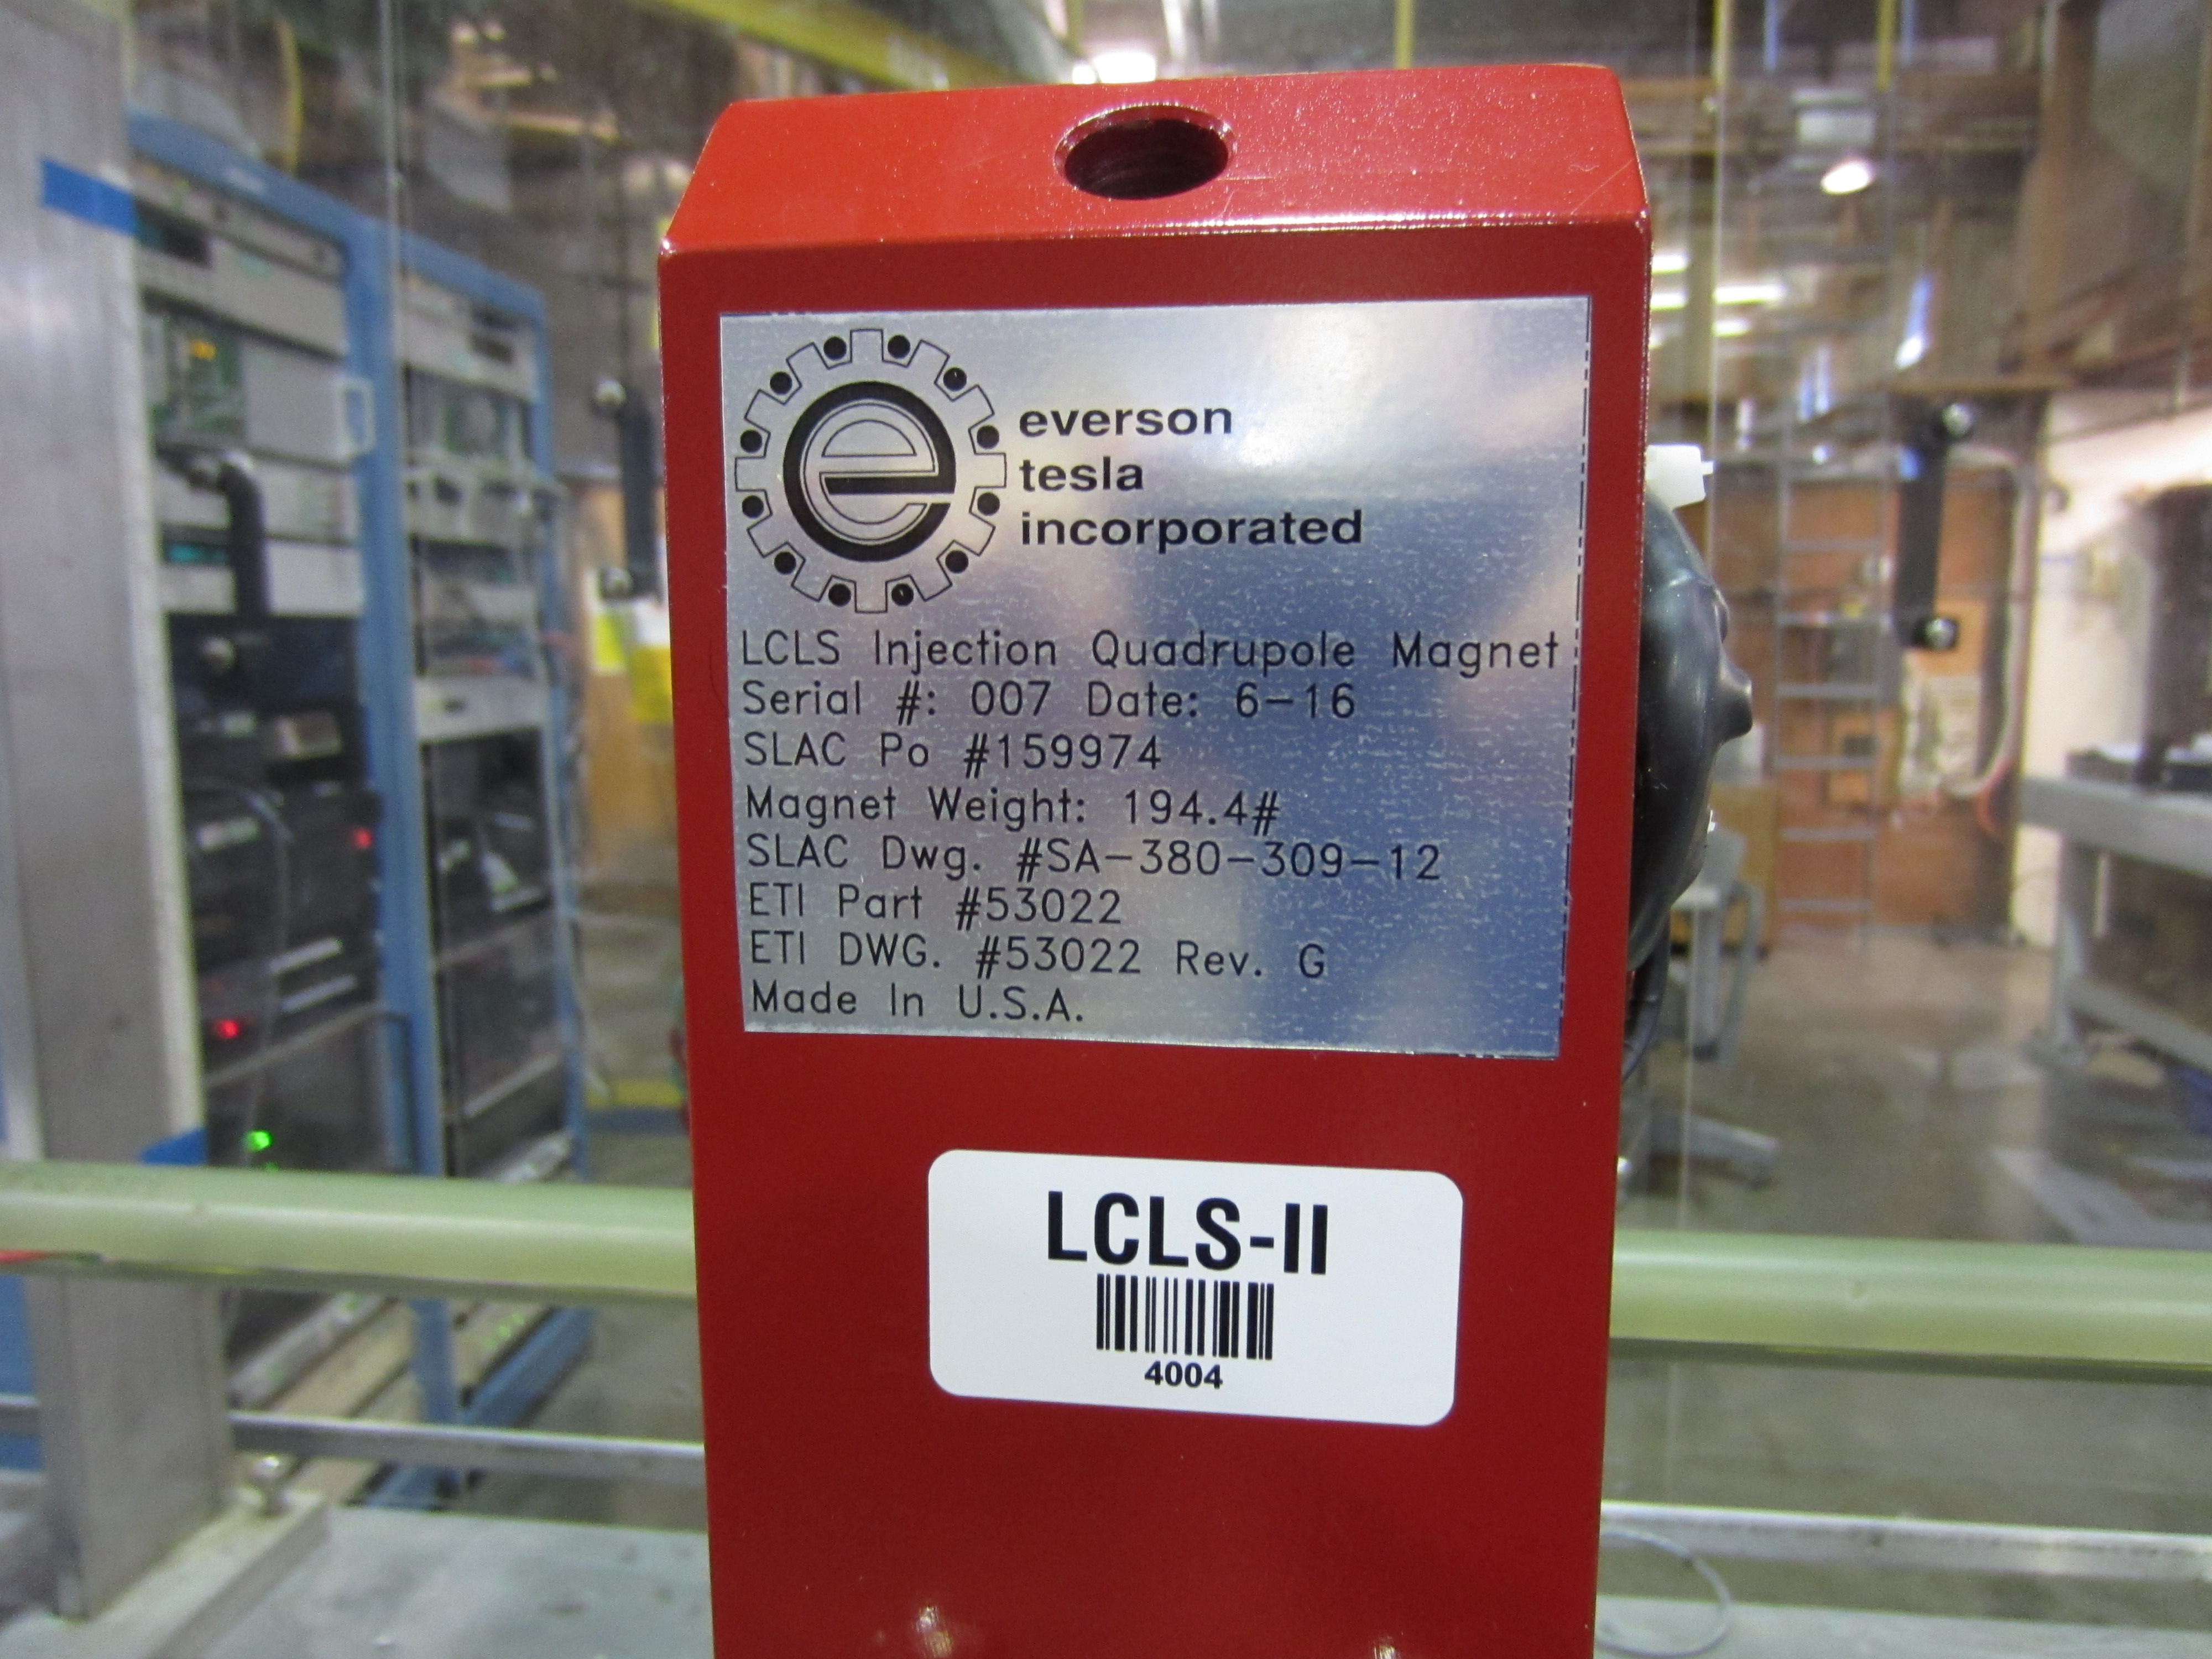 e
everson
tesla
incorporated
LCLS Injection Quadrupole Magnet
Serial #: 007 Date: 6-16
SLAC Po #159974
Magnet Weight: 194.4#
SLAC Dwg. #SA-380-309-12
ETI Part #53022
ETI DWG. #53022 Rev. G
Made In U.S.A.
LCLS-II
4004